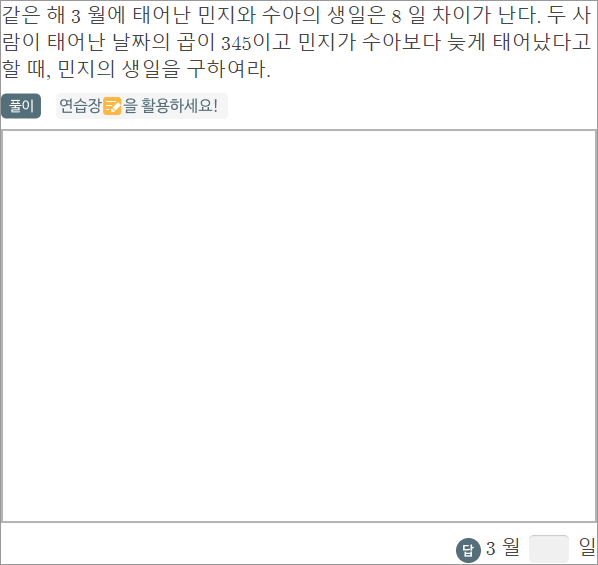 같은 해 3 월에 태어난 민지와 수아의 생일은 8 일 차이가 난다. 두 사
람이 태어난 날짜의 곱이 345이고 민지가 수아보다 늦게 태어났다고
할 때, 민지의 생일을 구하여라.
풀이 연습장을 활용하세요!
답 3 월 일